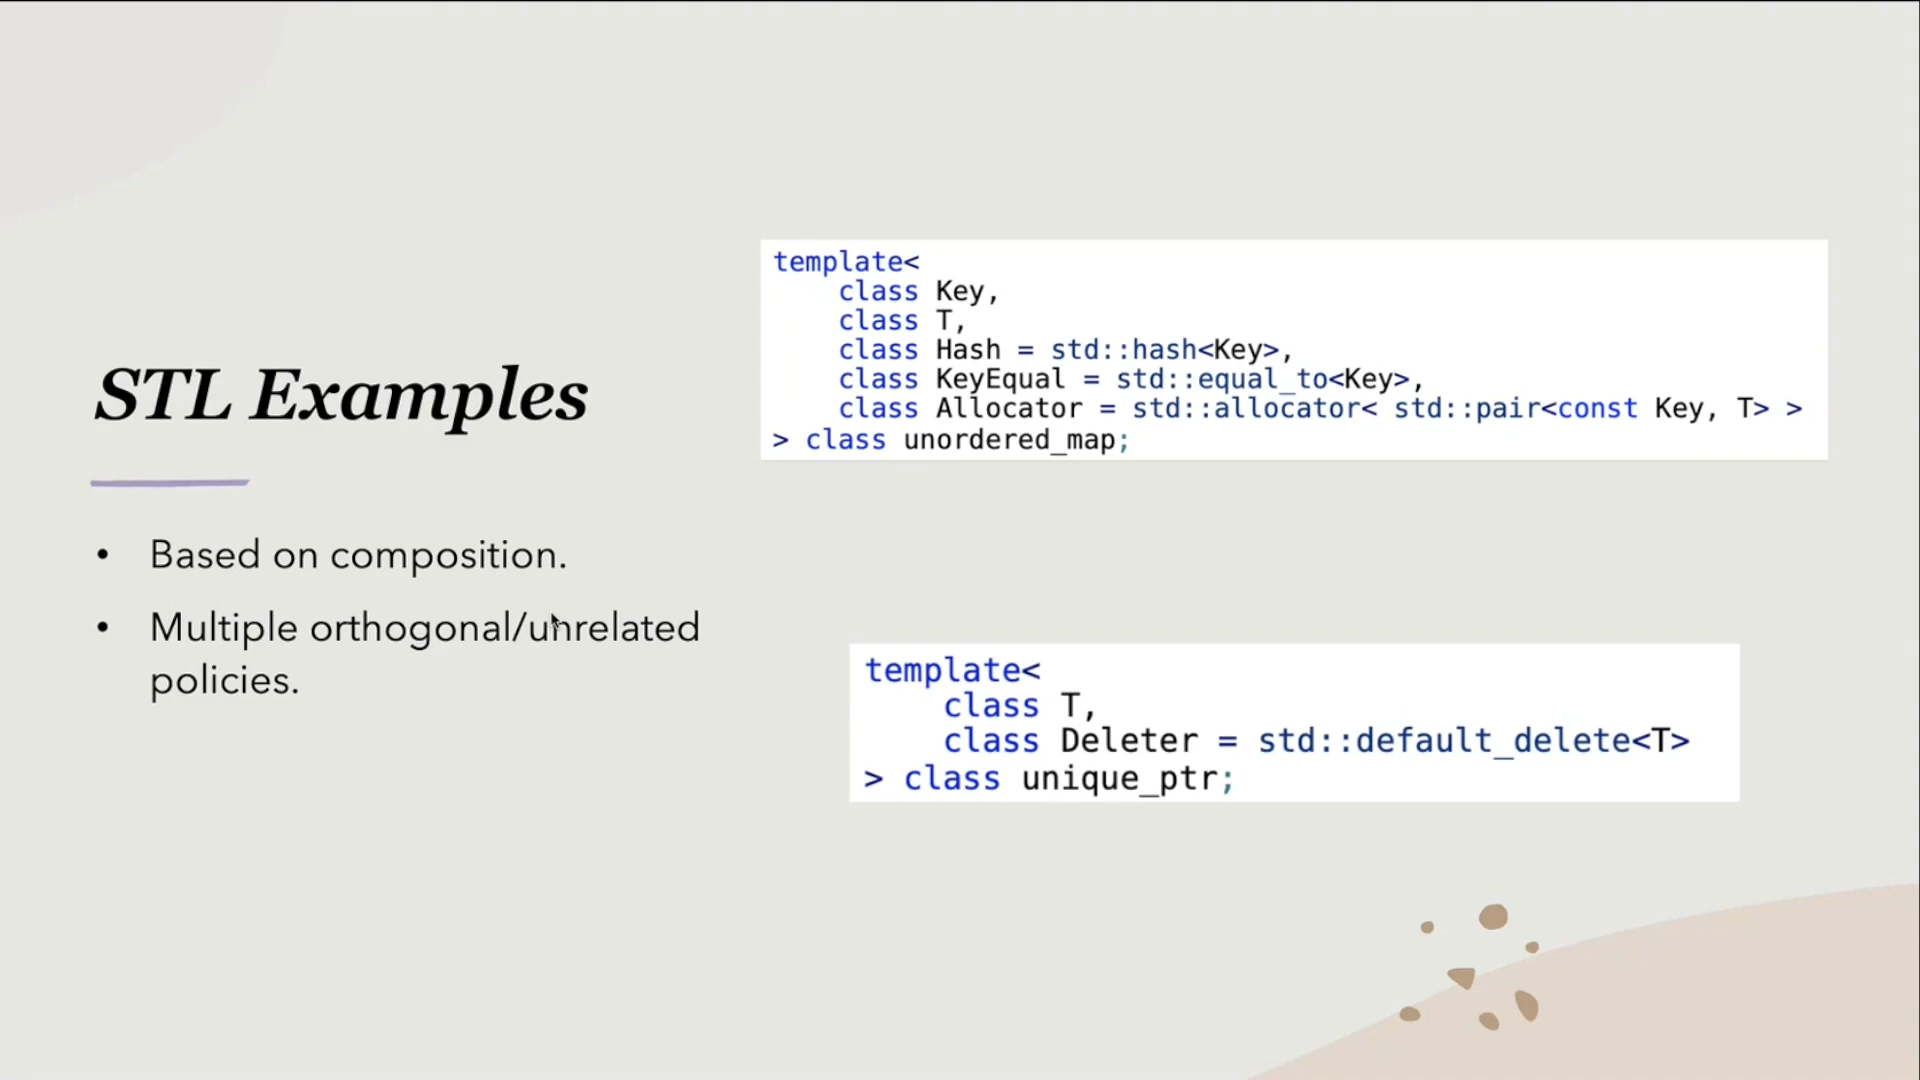 STL Examples
• Based on composition.
• Multiple orthogonal/unrelated
policies.
template<
    class Key,
    class T,
    class Hash = std::hash<Key>,
    class KeyEqual = std::equal_to<Key>,
    class Allocator = std::allocator< std::pair<const Key, T> >
> class unordered_map;
template<
    class T,
    class Deleter = std::default_delete<T>
> class unique_ptr;